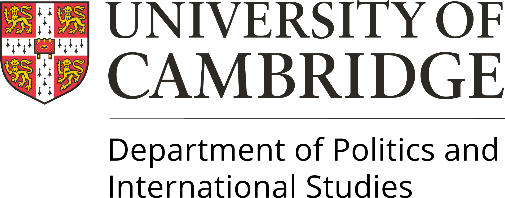 UNIVERSITY OF
CAMBRIDGE
Department of Politics and
International Studies